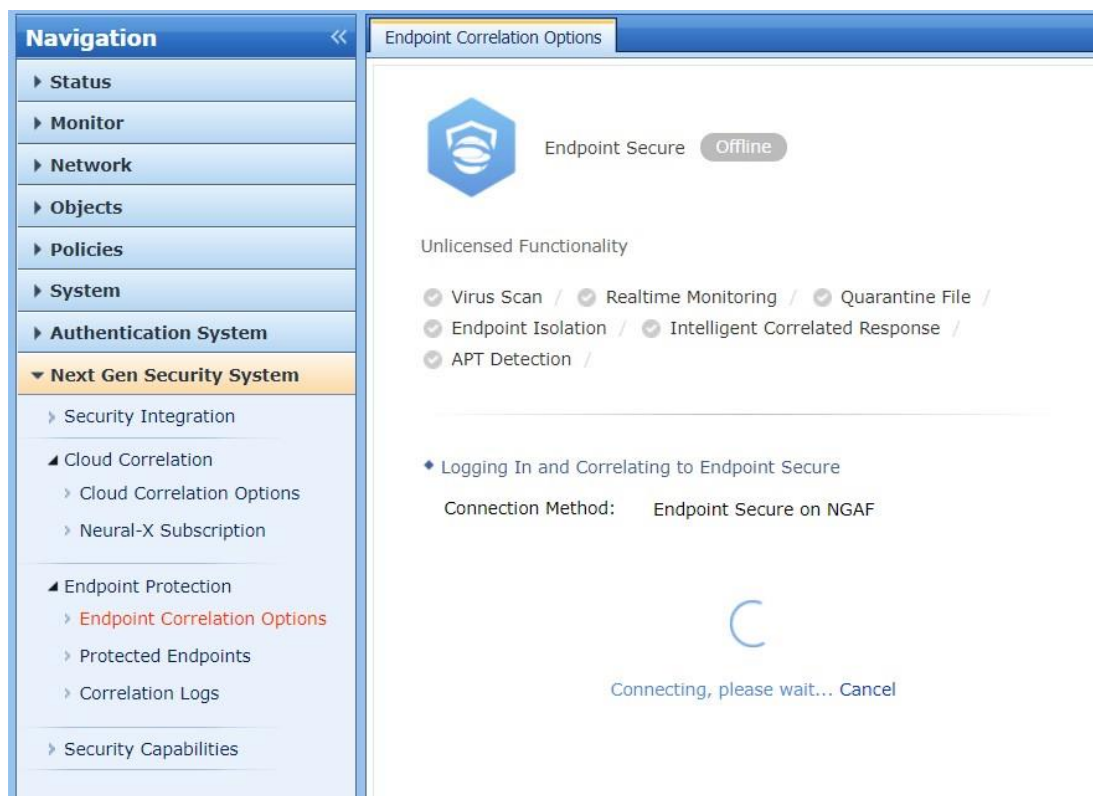 Navigation
Status
Monitor
Network
Objects
Policies
System
Authentication System
Next Gen Security System
Security Integration
Cloud Correlation
Cloud Correlation Options
Neural-X Subscription
Endpoint Protection
Endpoint Correlation Options
Protected Endpoints
Correlation Logs
Security Capabilities
Endpoint Correlation Options
Endpoint Secure Offline
Unlicensed Functionality
Virus Scan / Realtime Monitoring / Quarantine File /
Endpoint Isolation / Intelligent Correlated Response /
APT Detection /
Logging In and Correlating to Endpoint Secure
Connection Method: Endpoint Secure on NGAF
Connecting, please wait... Cancel